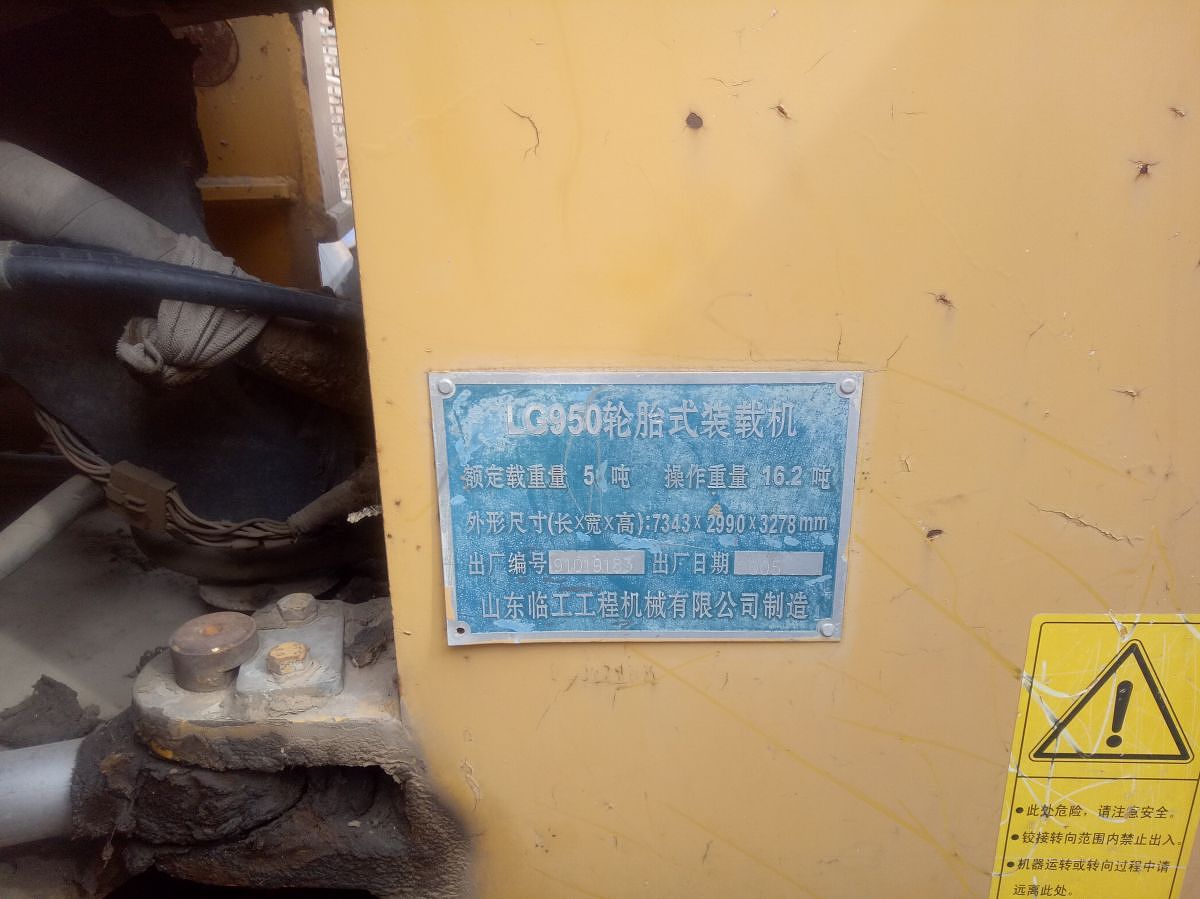 LG950轮胎式装载机
额定载重量 5 吨 操作重量 16.2 吨
外形尺寸(长×宽×高):7343×2990×3278mm
出厂编号 91019183 出厂日期
山东临工工程机械有限公司制造
●此处危险，请注意安全。
●铰接转向范围内禁止出入。
●机器运转或转向过程中请
远离此处。